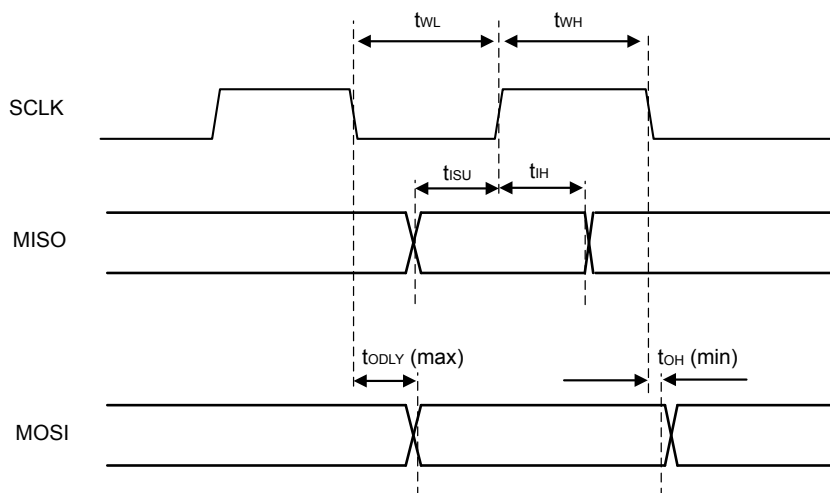 tWL tWH
SCLK
tISU tIH
MISO
tODLY (max) tOH (min)
MOSI